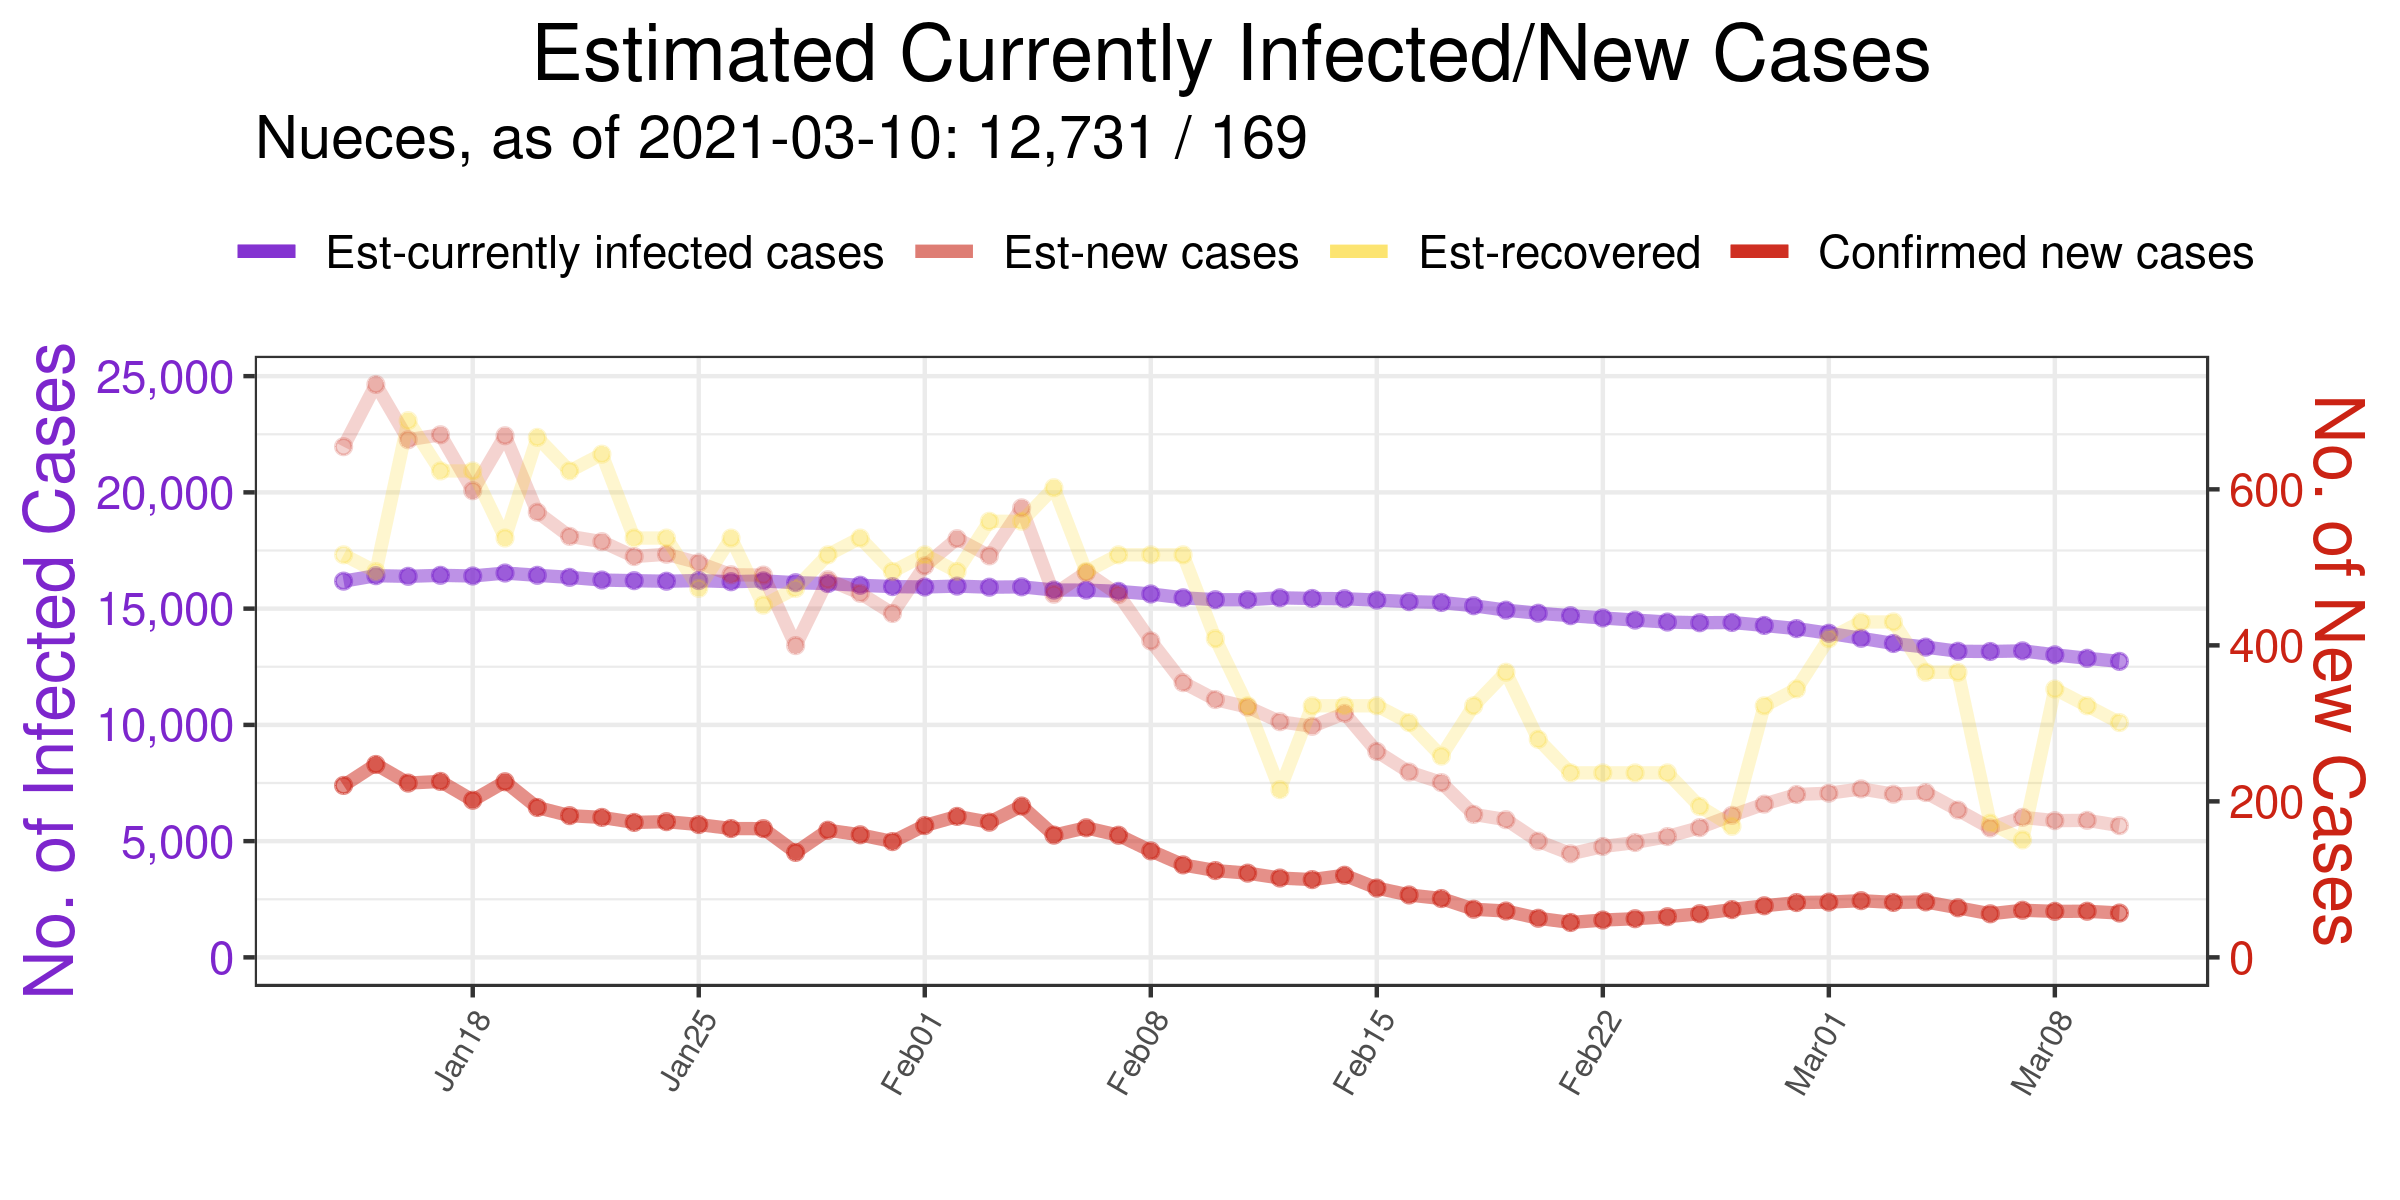 Estimated Currently Infected/New Cases
Nueces, as of 2021-03-10: 12,731 / 169
Est-currently infected cases Est-new cases Est-recovered Confirmed new cases
No. of Infected Cases
25,000
20,000
15,000
10,000
5,000
0
600
400
200
0
No. of New Cases
Jan18 Jan25 Feb01 Feb08 Feb15 Feb22 Mar01 Mar08